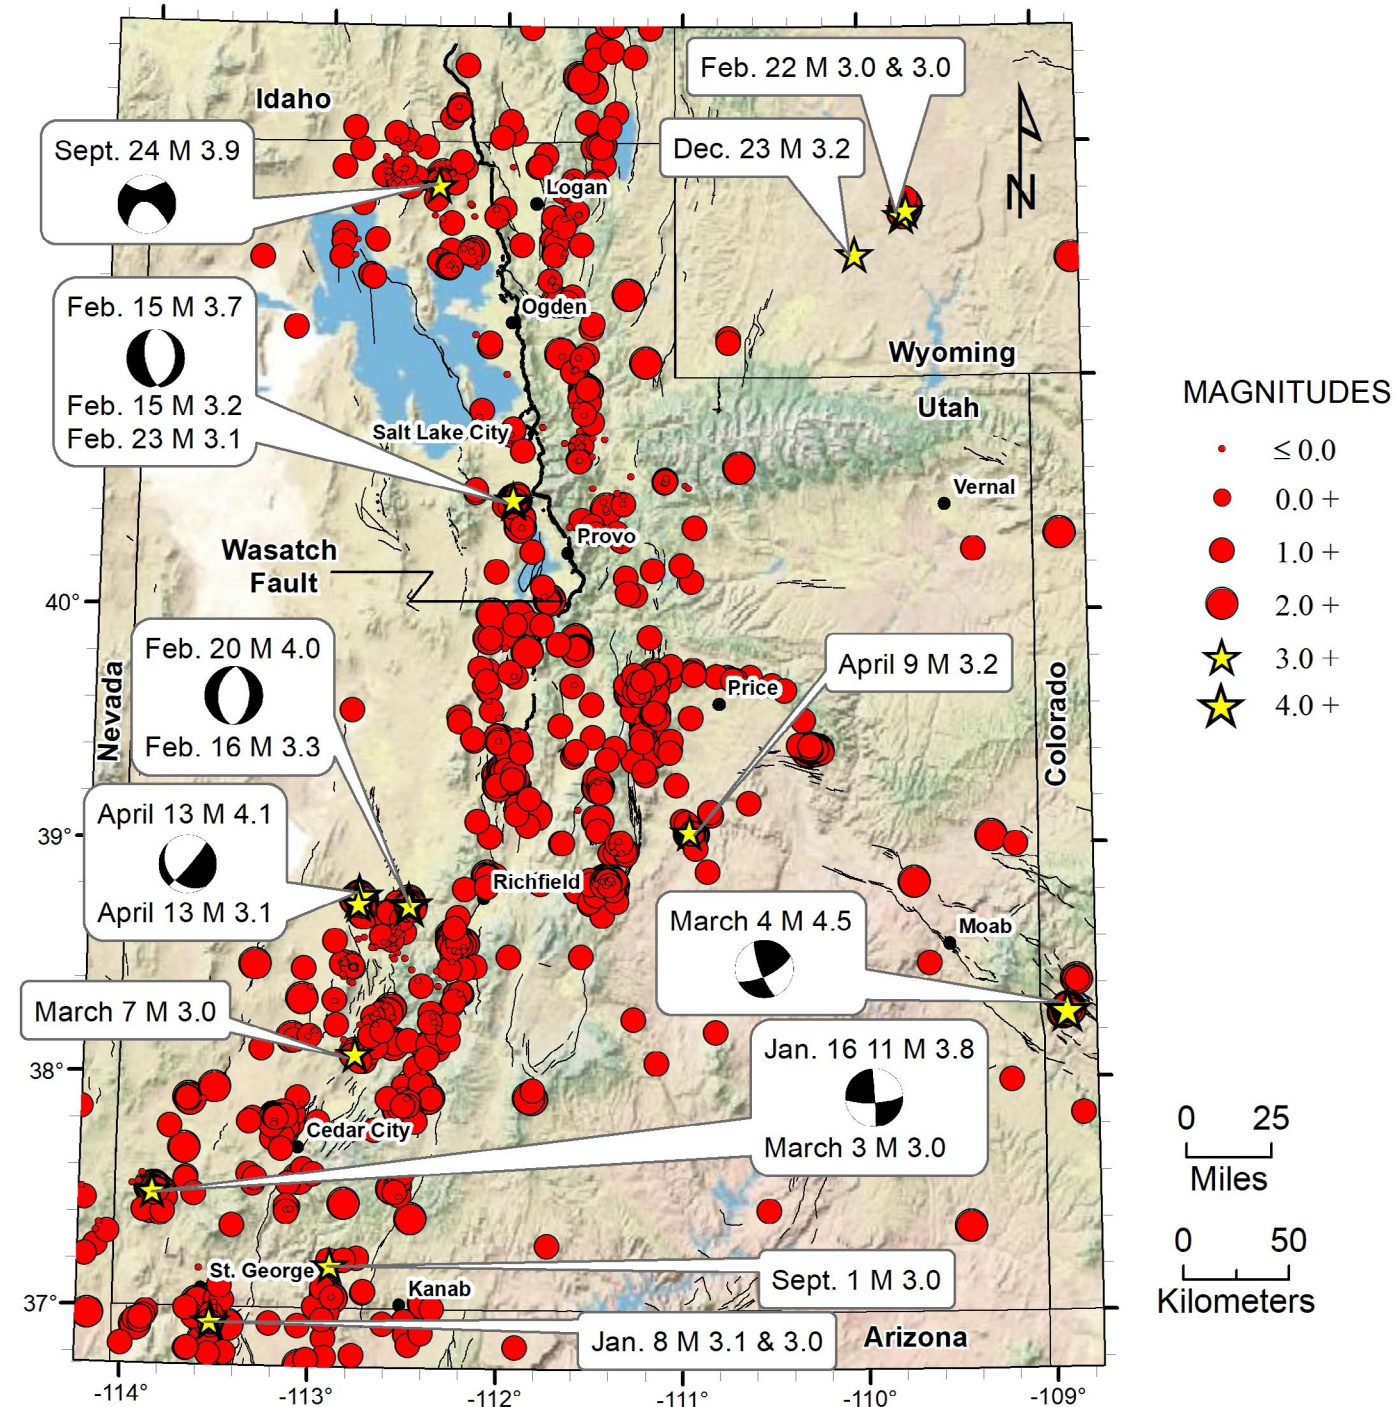 Feb. 22 M 3.0 & 3.0
Idaho
Sept. 24 M 3.9
Dec. 23 M 3.2
N
Logan
Feb. 15 M 3.7
Feb. 15 M 3.2
Feb. 23 M 3.1
Ogden
Wyoming
Utah
MAGNITUDES
≤ 0.0
0.0 +
1.0 +
2.0 +
3.0 +
4.0 +
Salt Lake City
Vernal
Provo
Wasatch
Fault
40°
Feb. 20 M 4.0
Feb. 16 M 3.3
April 9 M 3.2
Nevada
Price
Colorado
April 13 M 4.1
April 13 M 3.1
39°
Richfield
March 4 M 4.5
Moab
March 7 M 3.0
Jan. 16 11 M 3.8
March 3 M 3.0
38°
Cedar City
0 25
Miles
0 50
Kilometers
St. George
Kanab
Sept. 1 M 3.0
37°
Jan. 8 M 3.1 & 3.0
Arizona
-114°
-113°
-112°
-111°
-110°
-109°